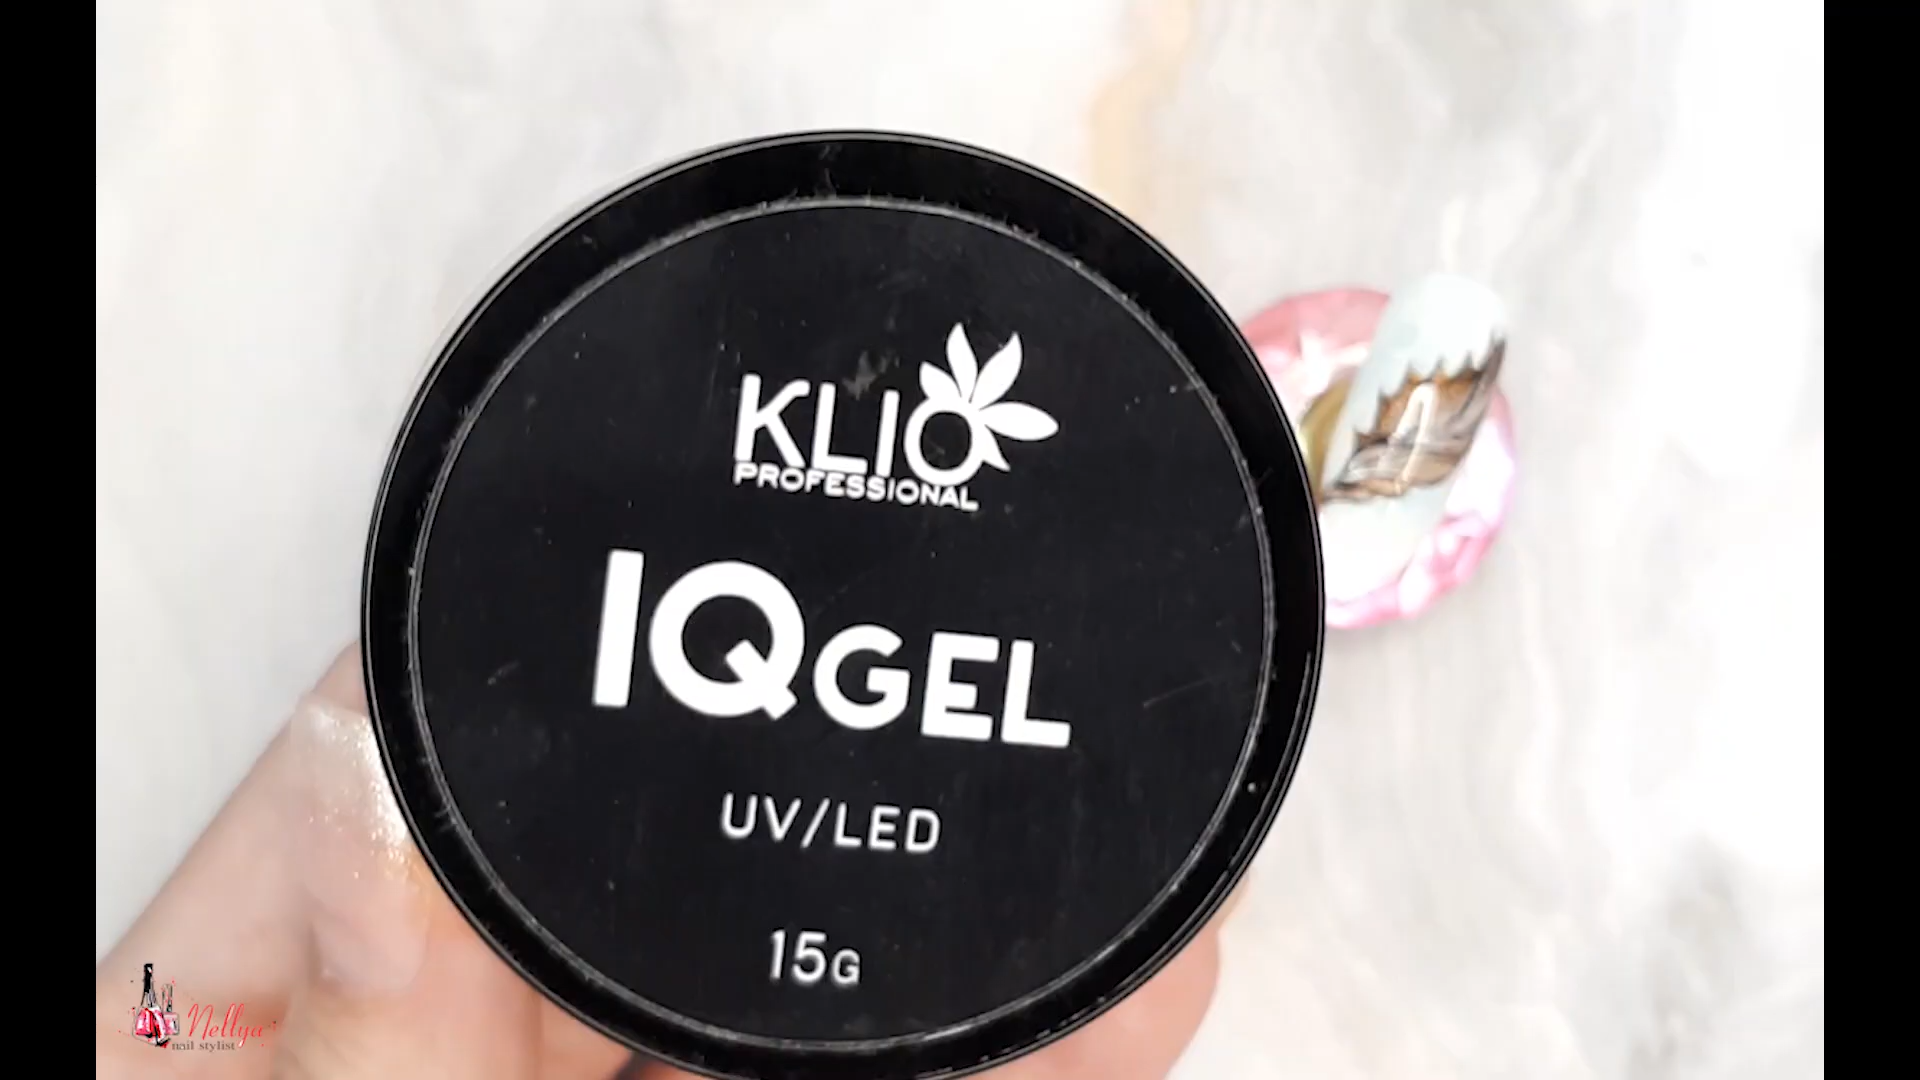 KLIO
PROFESSIONAL
IQGEL
UV/LED
15G
Nellya
nail stylist